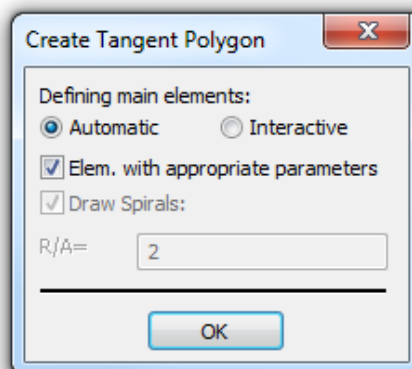 Create Tangent Polygon
Defining main elements:
Automatic Interactive
Elem. with appropriate parameters
Draw Spirals:
R/A= 2
OK